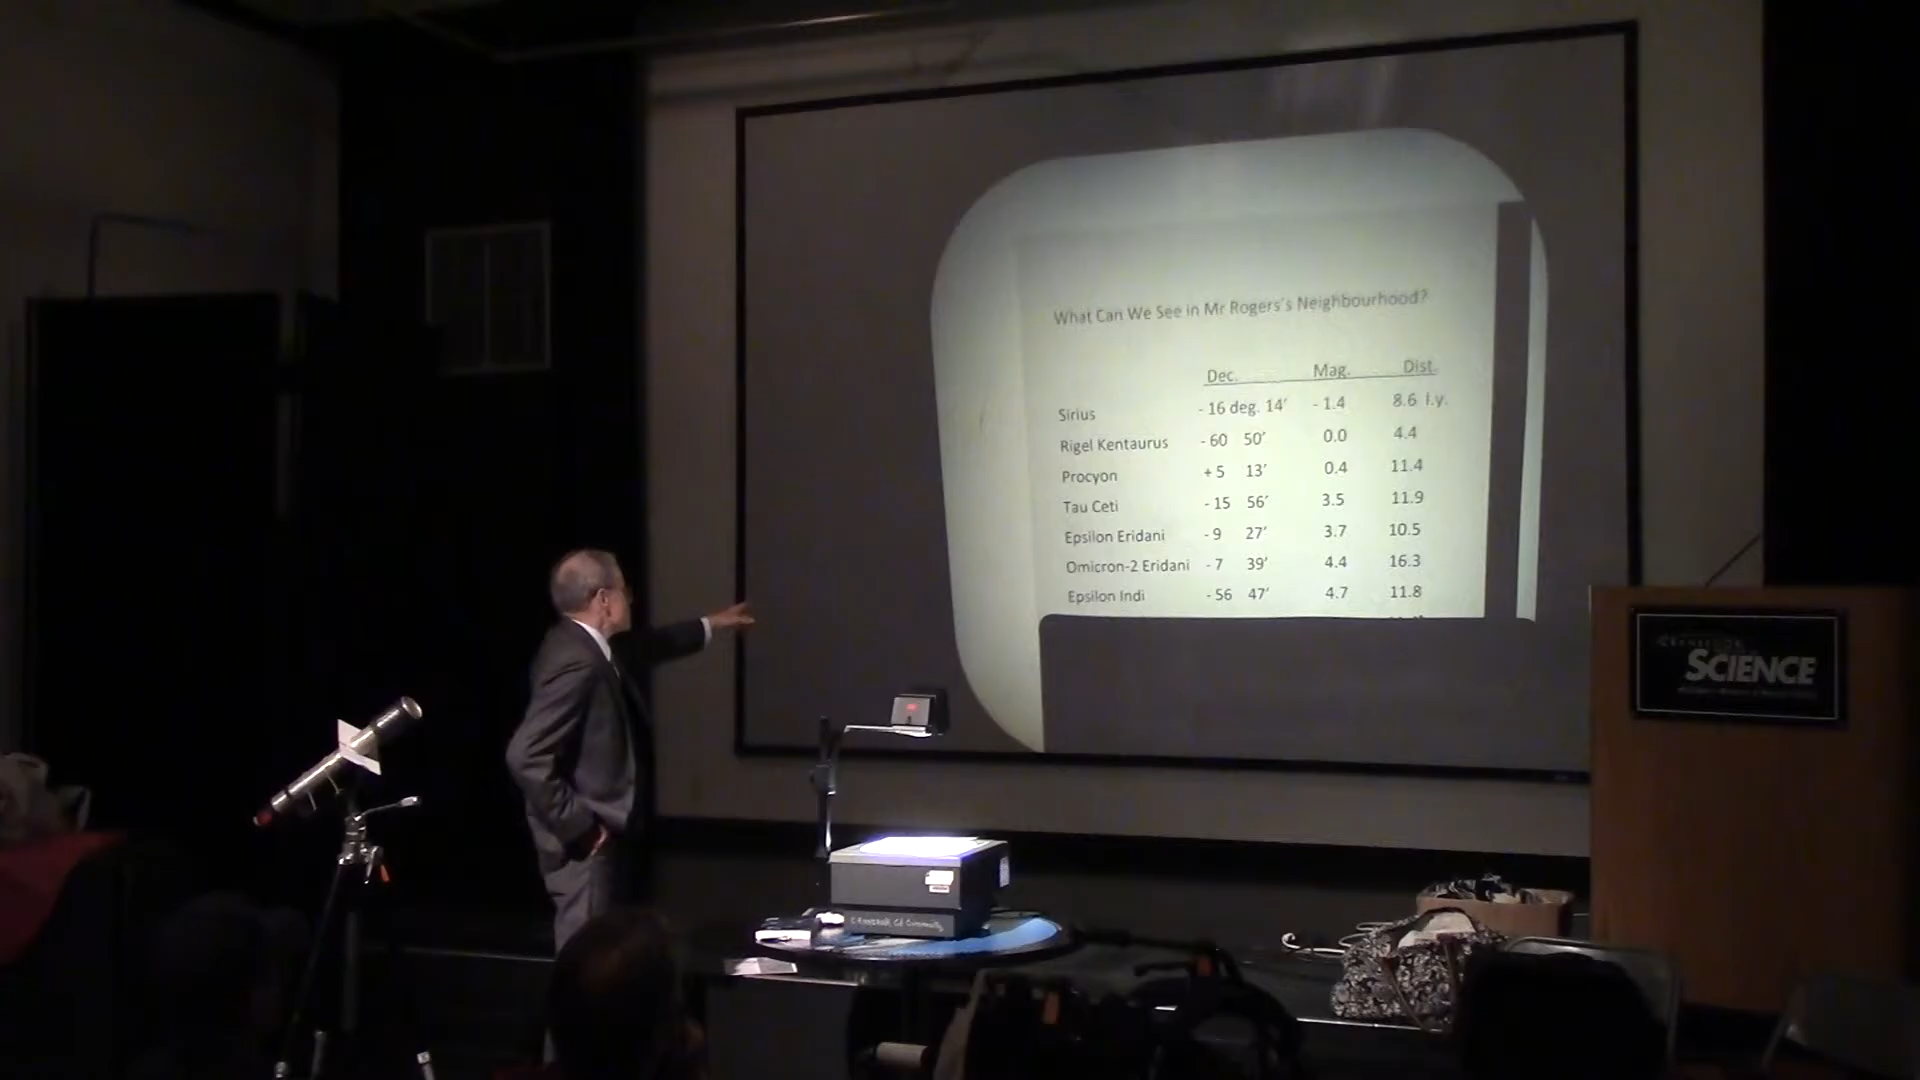 What Can We See in Mr Rogers's Neighbourhood?
Dec. Mag. Dist.
Sirius - 16 deg. 14' - 1.4 8.6 l.y.
Rigel Kentaurus - 60 50' 0.0 4.4
Procyon + 5 13' 0.4 11.4
Tau Ceti - 15 56' 3.5 11.9
Epsilon Eridani - 9 27' 3.7 10.5
Omicron-2 Eridani - 7 39' 4.4 16.3
Epsilon Indi - 56 47' 4.7 11.8
CRANBROOK
SCIENCE